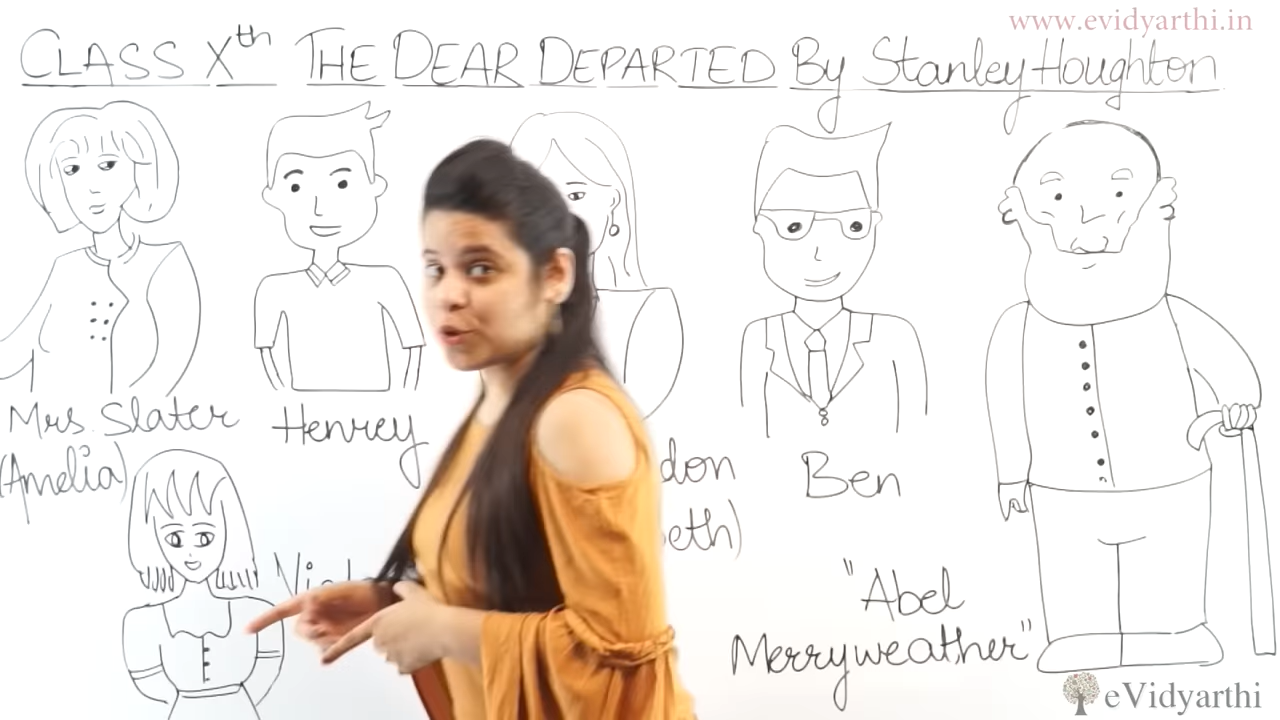 www.evidyarthi.in
CLASS Xth THE DEAR DEPARTED By Stanley Houghton
Mrs. Slater
(Amelia)
Henrey
don
beth)
Ben
"Abel
Merryweather"
eVidyarthi